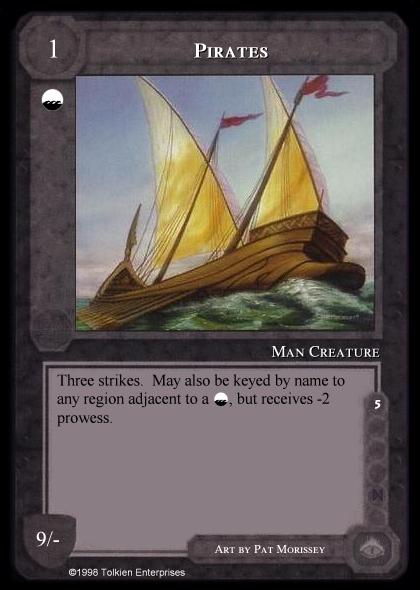 1
PIRATES
MAN CREATURE
Three strikes. May also be keyed by name to
any region adjacent to a , but receives -2
prowess.
5
9/-
ART BY PAT MORISSEY
©1998 Tolkien Enterprises